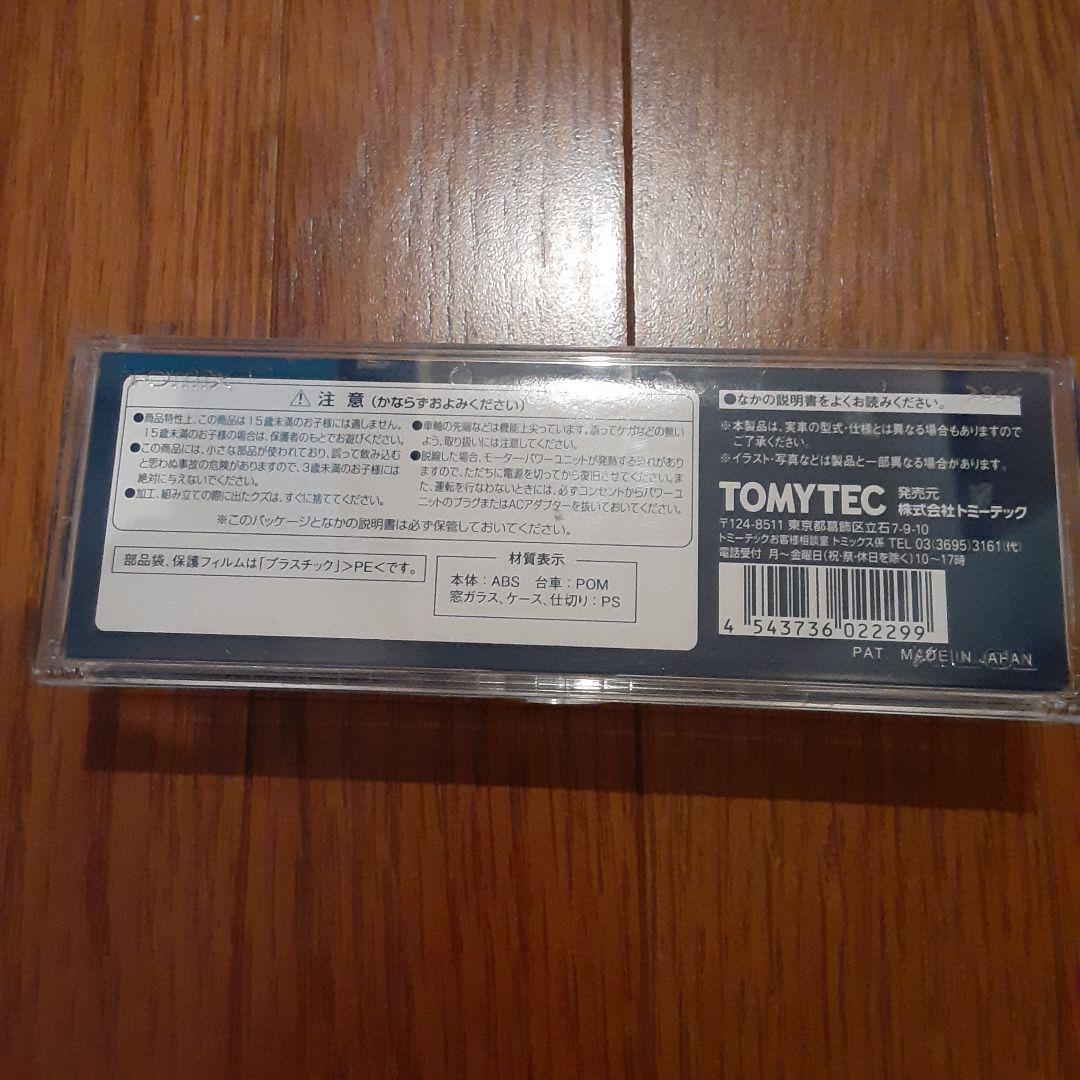 ⚠ 注 意 (かならずおよみください)
●商品特性上、この商品は15歳未満のお子様には適しません。
15歳未満のお子様の場合は、保護者のもとでお遊びください。
●この商品には、小さな部品が使われており、誤って飲み込む
と思わぬ事故の危険がありますので、3歳未満のお子様には
絶対に与えないでください。
●加工、組み立ての際に出たクズは、すぐに捨ててください。
●車軸の先端などは機能上尖っています。誤ってケガなどの無い
よう、取り扱いには注意してください。
●脱線した場合、モーターパワーユニットが発熱する恐れがあり
ますので、ただちに電源を切ってから復旧させてください。ま
た、運転を行なわないときには、必ずコンセントからパワーユ
ニットのプラグまたはACアダプターを抜いておいてください。
※このパッケージとなかの説明書は必ず保管しておいてください。
部品袋、保護フィルムは「プラスチック」>PE<です。
材質表示
本体：ABS 台車：POM
窓ガラス、ケース、仕切り：PS
●なかの説明書をよくお読みください。
※本製品は、実車の型式・仕様とは異なる場合もありますので
ご了承ください。
※イラスト・写真などは製品と一部異なる場合があります。
TOMYTEC 発売元
株式会社トミーテック
〒124-8511 東京都葛飾区立石7-9-10
トミーテックお客様相談室 トミックス係 TEL 03(3695)3161(代)
電話受付 月〜金曜日(祝・祭・休日を除く)10〜17時
4 543736 022299
PAT. MADE IN JAPAN